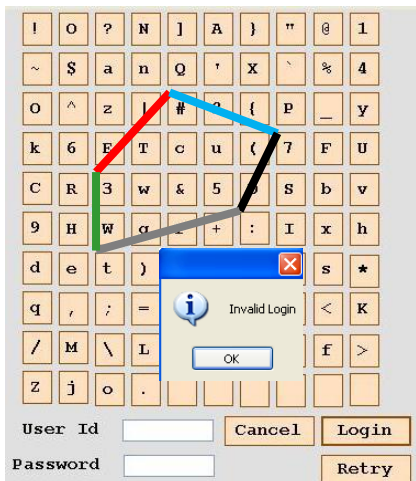 ! O ? N ] A } " @ 1
~ $ a n Q ' X ` % 4
O ^ z | # { P _ y
k 6 E T c u ( 7 F U
C R 3 w & 5 S b v
9 H W + : I x h
d e t ) s *
q , ; = < K
/ M \ L f >
Z j o .
Invalid Login
OK
User Id Cancel Login
Password Retry